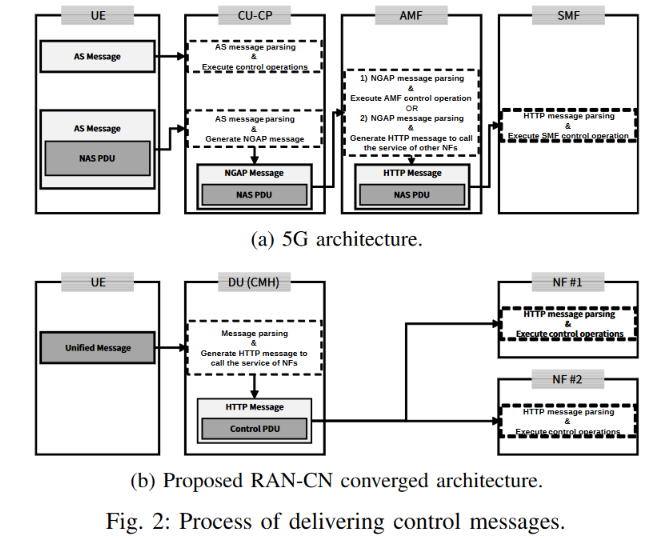 UE
CU-CP
AMF
SMF
AS Message
AS message parsing
&
Execute control operations
AS Message
NAS PDU
AS message parsing
&
Generate NGAP message
NGAP Message
NAS PDU
1) NGAP message parsing
&
Execute AMF control operation
OR
2) NGAP message parsing
&
Generate HTTP message to call
the service of other NFs
HTTP Message
NAS PDU
HTTP message parsing
&
Execute SMF control operation
(a) 5G architecture.
UE
DU (CMH)
NF #1
Unified Message
Message parsing
&
Generate HTTP message to
call the service of NFs
HTTP Message
Control PDU
HTTP message parsing
&
Execute control operations
NF #2
HTTP message parsing
&
Execute control operations
(b) Proposed RAN-CN converged architecture.
Fig. 2: Process of delivering control messages.